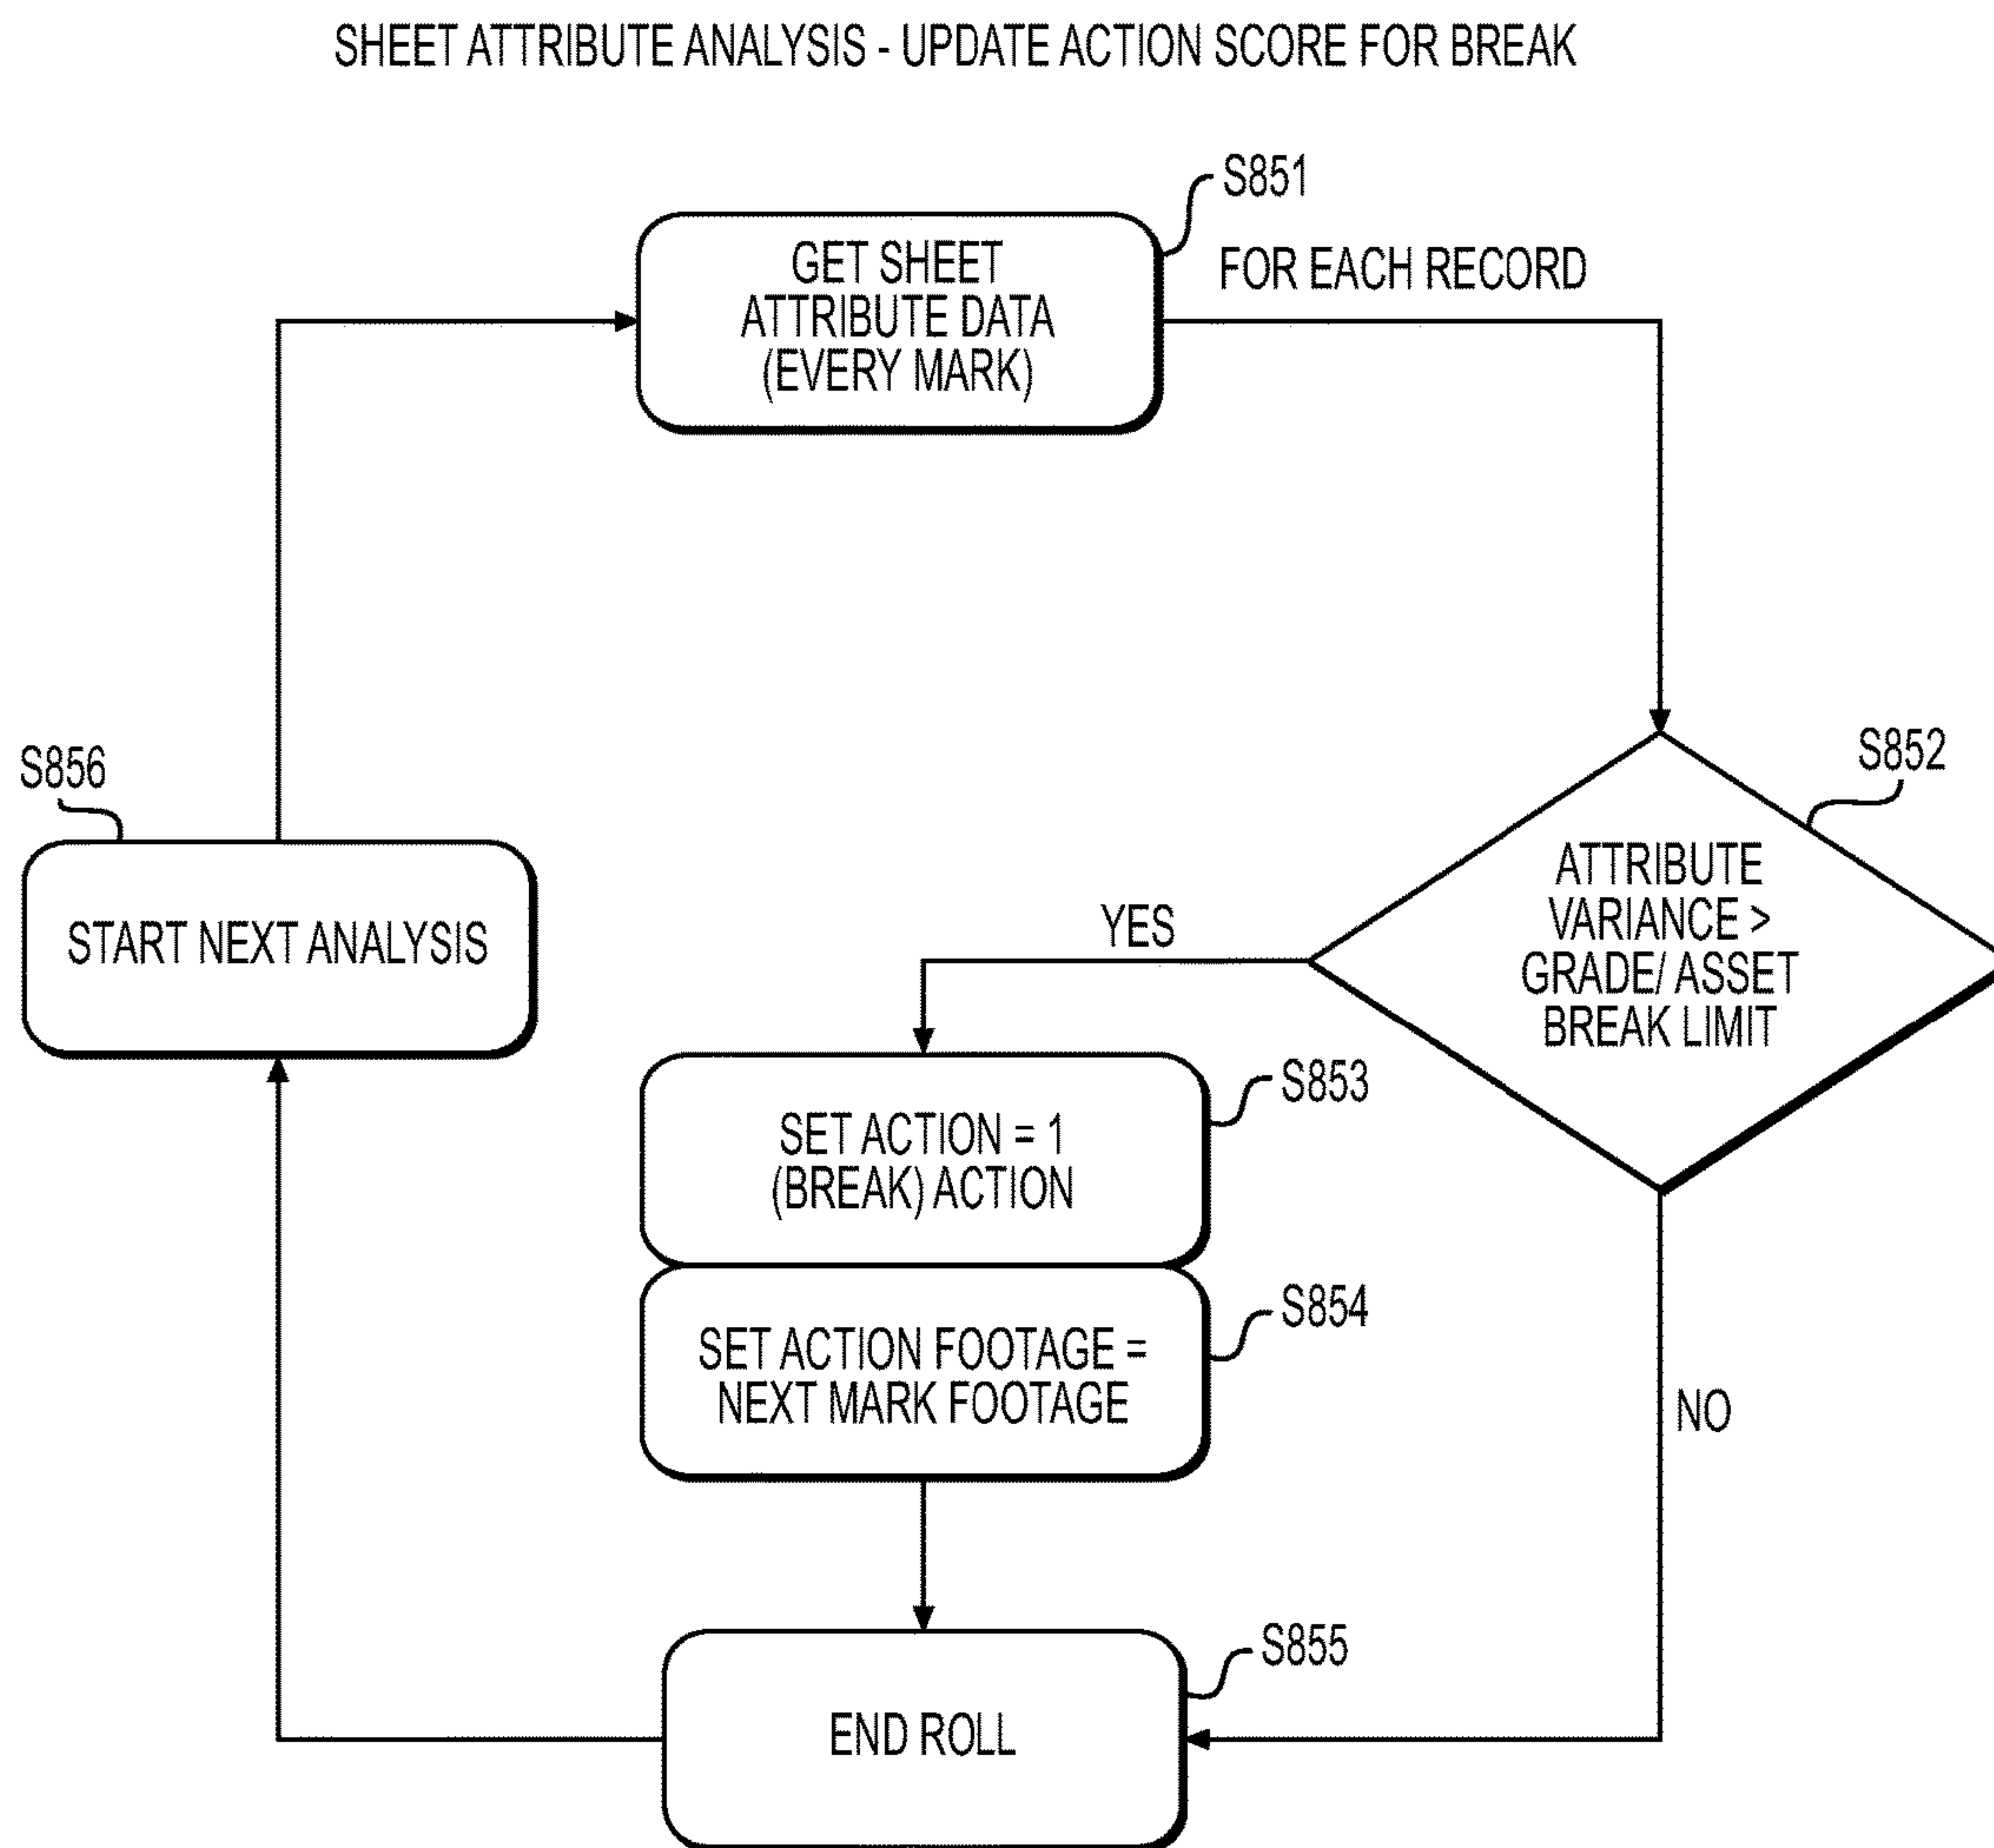 SHEET ATTRIBUTE ANALYSIS - UPDATE ACTION SCORE FOR BREAK
S851
GET SHEET
ATTRIBUTE DATA
(EVERY MARK)
FOR EACH RECORD
S856
START NEXT ANALYSIS
S852
ATTRIBUTE
VARIANCE >
GRADE/ ASSET
BREAK LIMIT
YES
S853
SET ACTION = 1
(BREAK) ACTION
S854
SET ACTION FOOTAGE =
NEXT MARK FOOTAGE
NO
S855
END ROLL